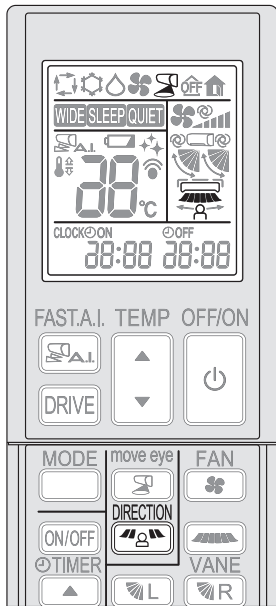 WIDE SLEEP QUIET
A.I.
88 °C
CLOCK ON OFF
88:88 88:88
FAST.A.I. TEMP OFF/ON
A.I.
DRIVE
MODE move eye FAN
DIRECTION
ON/OFF
TIMER VANE
L R